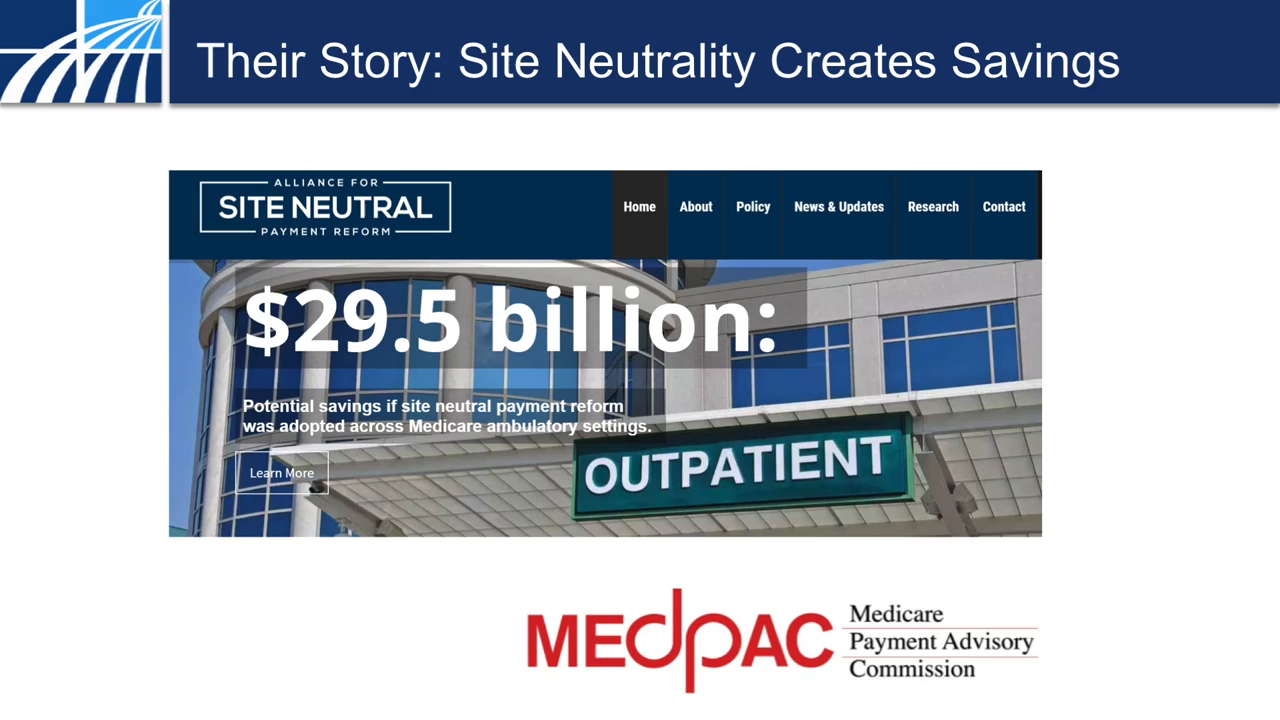 Their Story: Site Neutrality Creates Savings
ALLIANCE FOR
SITE NEUTRAL
PAYMENT REFORM
Home About Policy News & Updates Research Contact
$29.5 billion:
Potential savings if site neutral payment reform
was adopted across Medicare ambulatory settings.
Learn More
OUTPATIENT
MEdpAC
Medicare
Payment Advisory
Commission